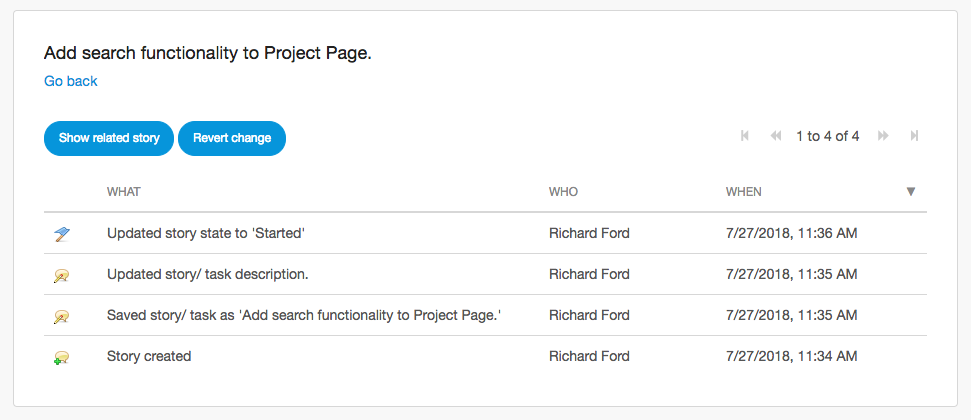 Add search functionality to Project Page.
Go back
Show related story Revert change 1 to 4 of 4
WHAT WHO WHEN
Updated story state to 'Started' Richard Ford 7/27/2018, 11:36 AM
Updated story/ task description. Richard Ford 7/27/2018, 11:35 AM
Saved story/ task as 'Add search functionality to Project Page.' Richard Ford 7/27/2018, 11:35 AM
Story created Richard Ford 7/27/2018, 11:34 AM